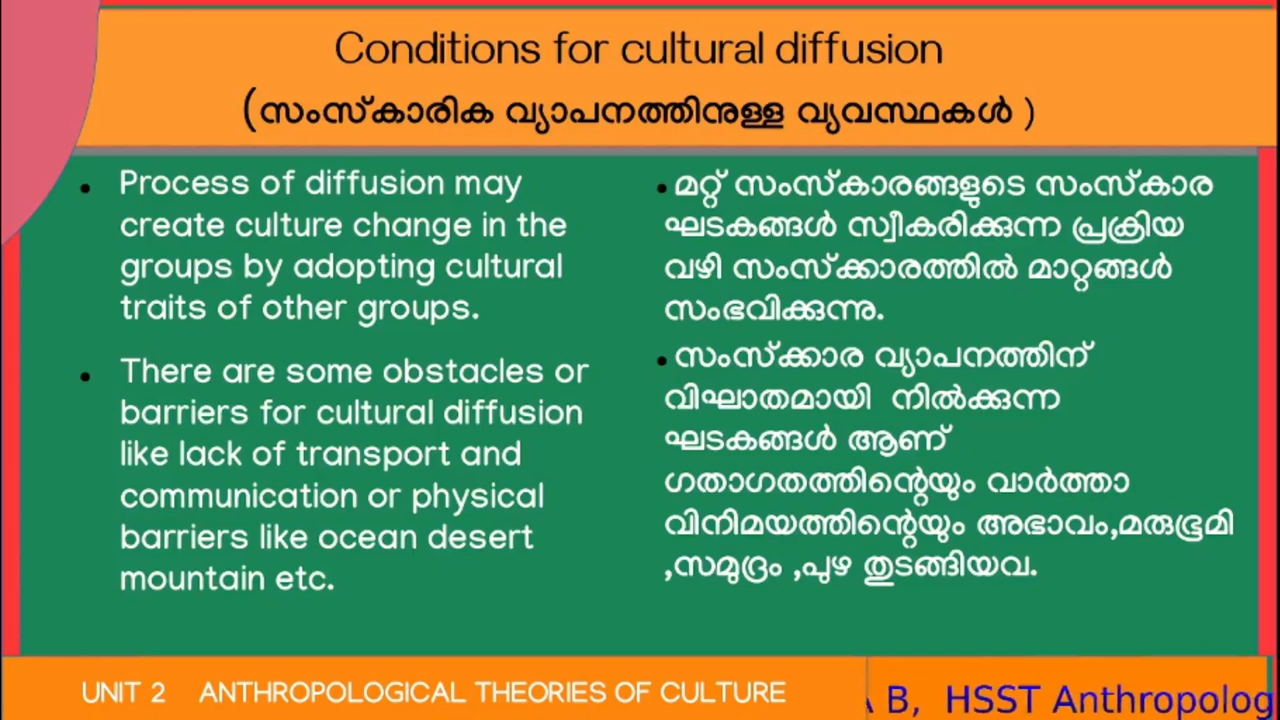 Conditions for cultural diffusion
(സംസ്കാരിക വ്യാപനത്തിനുള്ള വ്യവസ്ഥകൾ )
• Process of diffusion may
create culture change in the
groups by adopting cultural
traits of other groups.
• There are some obstacles or
barriers for cultural diffusion
like lack of transport and
communication or physical
barriers like ocean desert
mountain etc.
• മറ്റ് സംസ്കാരങ്ങളുടെ സംസ്കാര
ഘടകങ്ങൾ സ്വീകരിക്കുന്ന പ്രക്രിയ
വഴി സംസ്ക്കാരത്തിൽ മാറ്റങ്ങൾ
സംഭവിക്കുന്നു.
• സംസ്ക്കാര വ്യാപനത്തിന്
വിഘാതമായി നിൽക്കുന്ന
ഘടകങ്ങൾ ആണ്
ഗതാഗതത്തിന്റെയും വാർത്താ
വിനിമയത്തിന്റെയും അഭാവം,മരുഭൂമി
,സമുദ്രം ,പുഴ തുടങ്ങിയവ.
UNIT 2 ANTHROPOLOGICAL THEORIES OF CULTURE
B, HSST Anthropolog